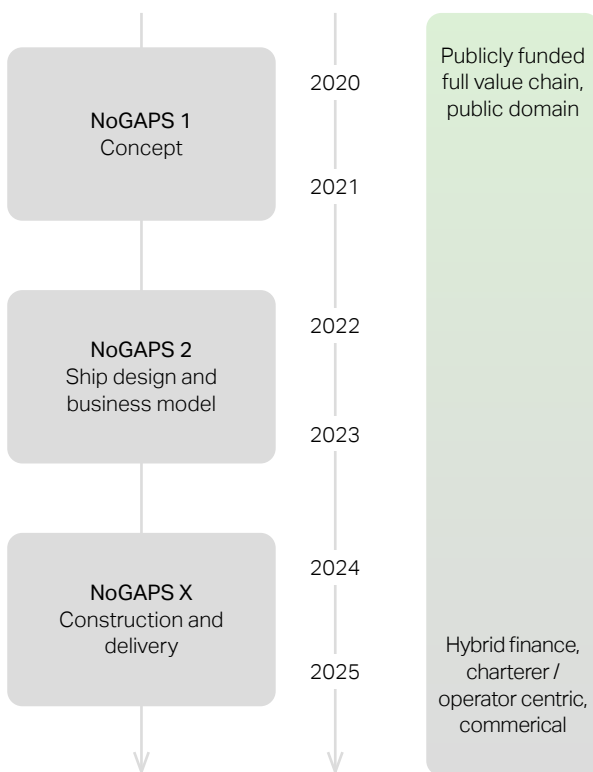 NoGAPS 1
Concept
NoGAPS 2
Ship design and
business model
NoGAPS X
Construction and
delivery
2020
2021
2022
2023
2024
2025
Publicly funded
full value chain,
public domain
Hybrid finance,
charterer /
operator centric,
commerical